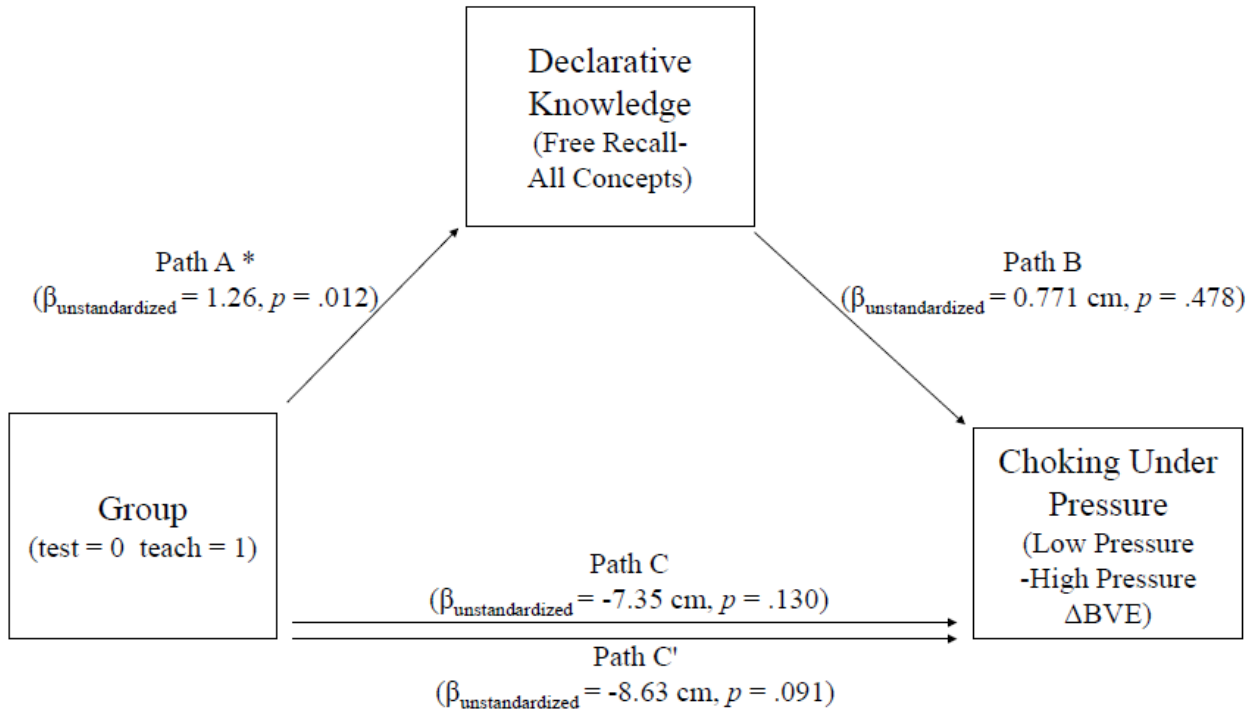 Declarative
Knowledge
(Free Recall-
All Concepts)
Path A *
(βunstandardized = 1.26, p = .012)
Path B
(βunstandardized = 0.771 cm, p = .478)
Group
(test = 0  teach = 1)
Path C
(βunstandardized = -7.35 cm, p = .130)
Path C'
(βunstandardized = -8.63 cm, p = .091)
Choking Under
Pressure
(Low Pressure
-High Pressure
ΔBVE)